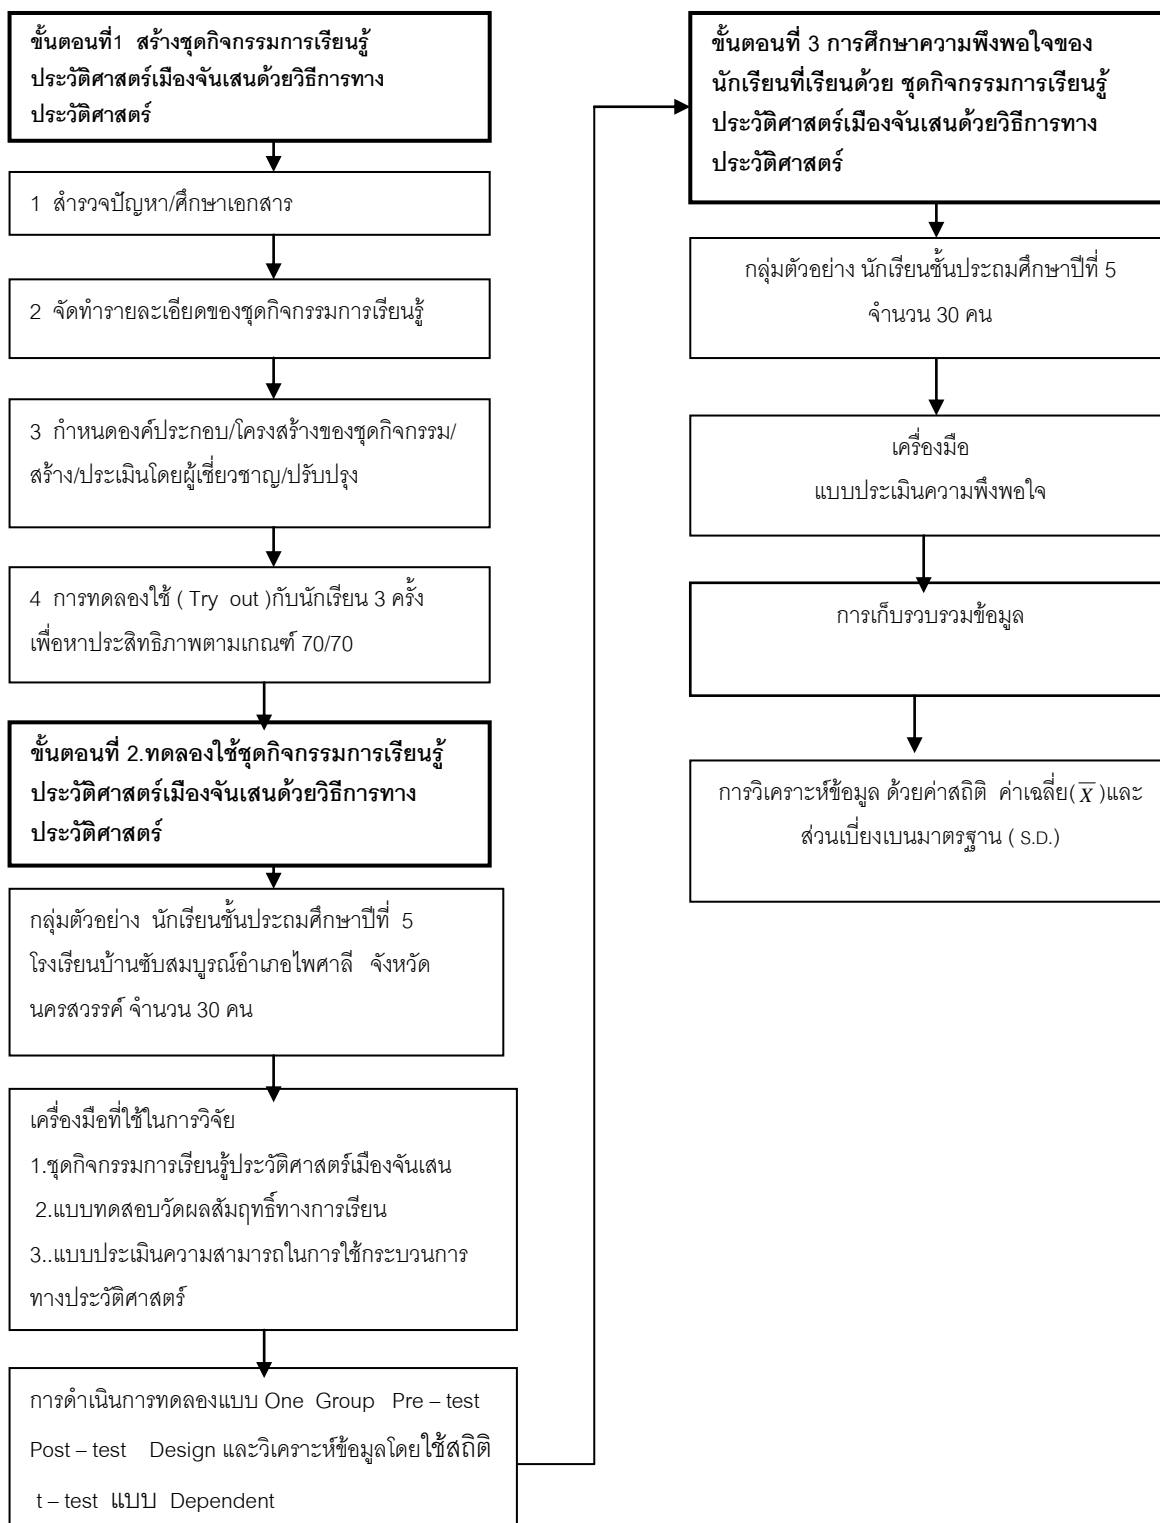 ขั้นตอนที่1 สร้างชุดกิจกรรมการเรียนรู้
ประวัติศาสตร์เมืองจันเสนด้วยวิธีการทาง
ประวัติศาสตร์
1 สำรวจปัญหา/ศึกษาเอกสาร
2 จัดทำรายละเอียดของชุดกิจกรรมการเรียนรู้
3 กำหนดองค์ประกอบ/โครงสร้างของชุดกิจกรรม/
สร้าง/ประเมินโดยผู้เชี่ยวชาญ/ปรับปรุง
4 การทดลองใช้ ( Try out )กับนักเรียน 3 ครั้ง
เพื่อหาประสิทธิภาพตามเกณฑ์ 70/70
ขั้นตอนที่ 2.ทดลองใช้ชุดกิจกรรมการเรียนรู้
ประวัติศาสตร์เมืองจันเสนด้วยวิธีการทาง
ประวัติศาสตร์
กลุ่มตัวอย่าง นักเรียนชั้นประถมศึกษาปีที่ 5
โรงเรียนบ้านซับสมบูรณ์อำเภอไพศาลี จังหวัด
นครสวรรค์ จำนวน 30 คน
เครื่องมือที่ใช้ในการวิจัย
1.ชุดกิจกรรมการเรียนรู้ประวัติศาสตร์เมืองจันเสน
2.แบบทดสอบวัดผลสัมฤทธิ์ทางการเรียน
3..แบบประเมินความสามารถในการใช้กระบวนการ
ทางประวัติศาสตร์
การดำเนินการทดลองแบบ One Group Pre – test
Post – test Design และวิเคราะห์ข้อมูลโดยใช้สถิติ
t – test แบบ Dependent
ขั้นตอนที่ 3 การศึกษาความพึงพอใจของ
นักเรียนที่เรียนด้วย ชุดกิจกรรมการเรียนรู้
ประวัติศาสตร์เมืองจันเสนด้วยวิธีการทาง
ประวัติศาสตร์
กลุ่มตัวอย่าง นักเรียนชั้นประถมศึกษาปีที่ 5
จำนวน 30 คน
เครื่องมือ
แบบประเมินความพึงพอใจ
การเก็บรวบรวมข้อมูล
การวิเคราะห์ข้อมูล ด้วยค่าสถิติ ค่าเฉลี่ย(X̅)และ
ส่วนเบี่ยงเบนมาตรฐาน ( S.D.)